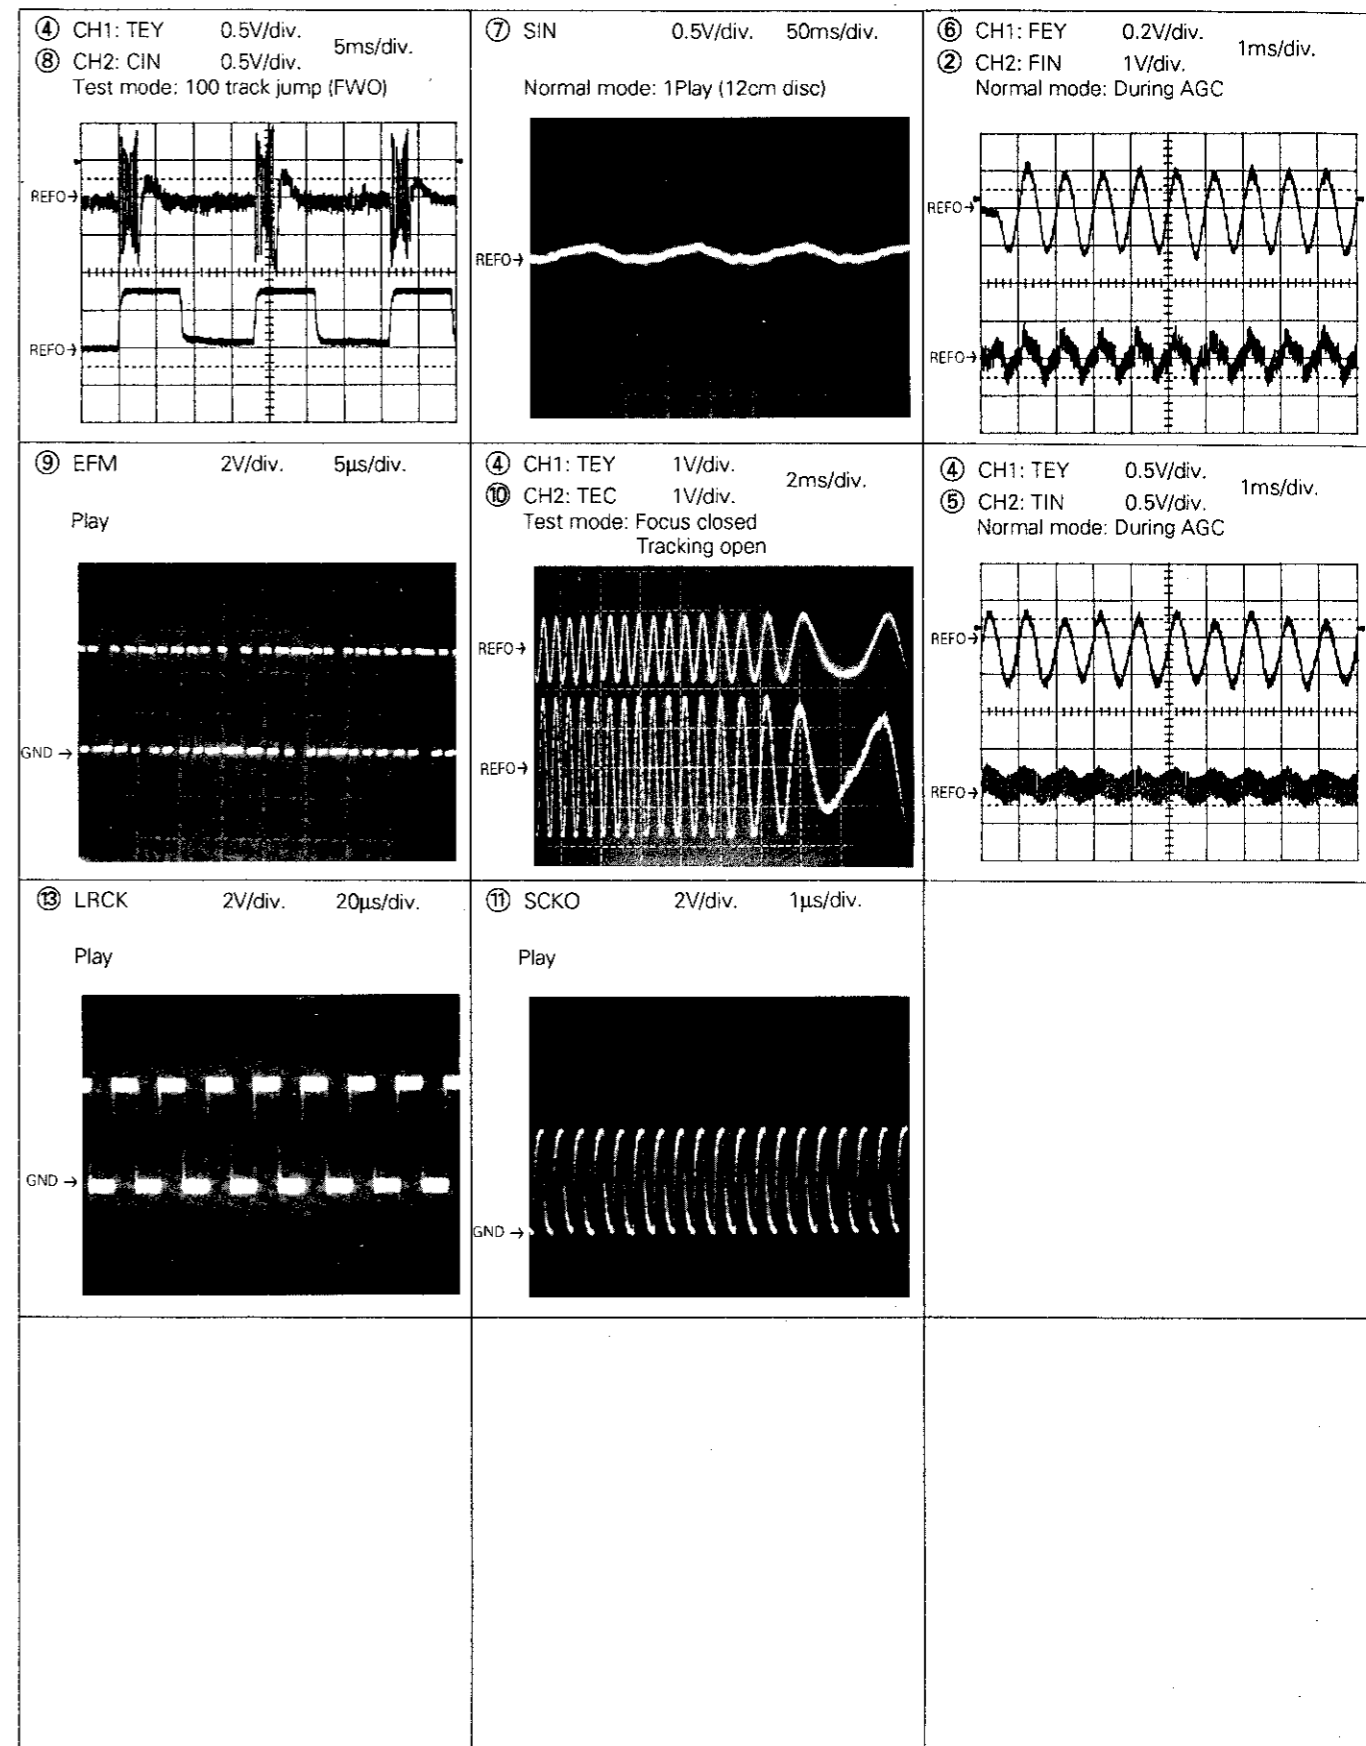 ④ CH1: TEY 0.5V/div. 5ms/div.
⑧ CH2: CIN 0.5V/div.
Test mode: 100 track jump (FWO)
REFO→
REFO→
⑦ SIN 0.5V/div. 50ms/div.
Normal mode: 1Play (12cm disc)
REFO→
⑥ CH1: FEY 0.2V/div. 1ms/div.
② CH2: FIN 1V/div.
Normal mode: During AGC
REFO→
REFO→
⑨ EFM 2V/div. 5μs/div.
Play
GND →
④ CH1: TEY 1V/div. 2ms/div.
⑩ CH2: TEC 1V/div.
Test mode: Focus closed
Tracking open
REFO→
REFO→
④ CH1: TEY 0.5V/div. 1ms/div.
⑤ CH2: TIN 0.5V/div.
Normal mode: During AGC
REFO→
REFO→
⑬ LRCK 2V/div. 20μs/div.
Play
GND →
⑪ SCKO 2V/div. 1μs/div.
Play
GND →